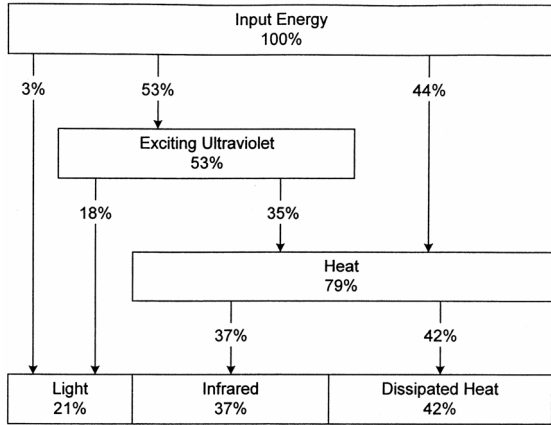 Input Energy
100%
3%
53%
44%
Exciting Ultraviolet
53%
18%
35%
Heat
79%
37%
42%
Light
21%
Infrared
37%
Dissipated Heat
42%